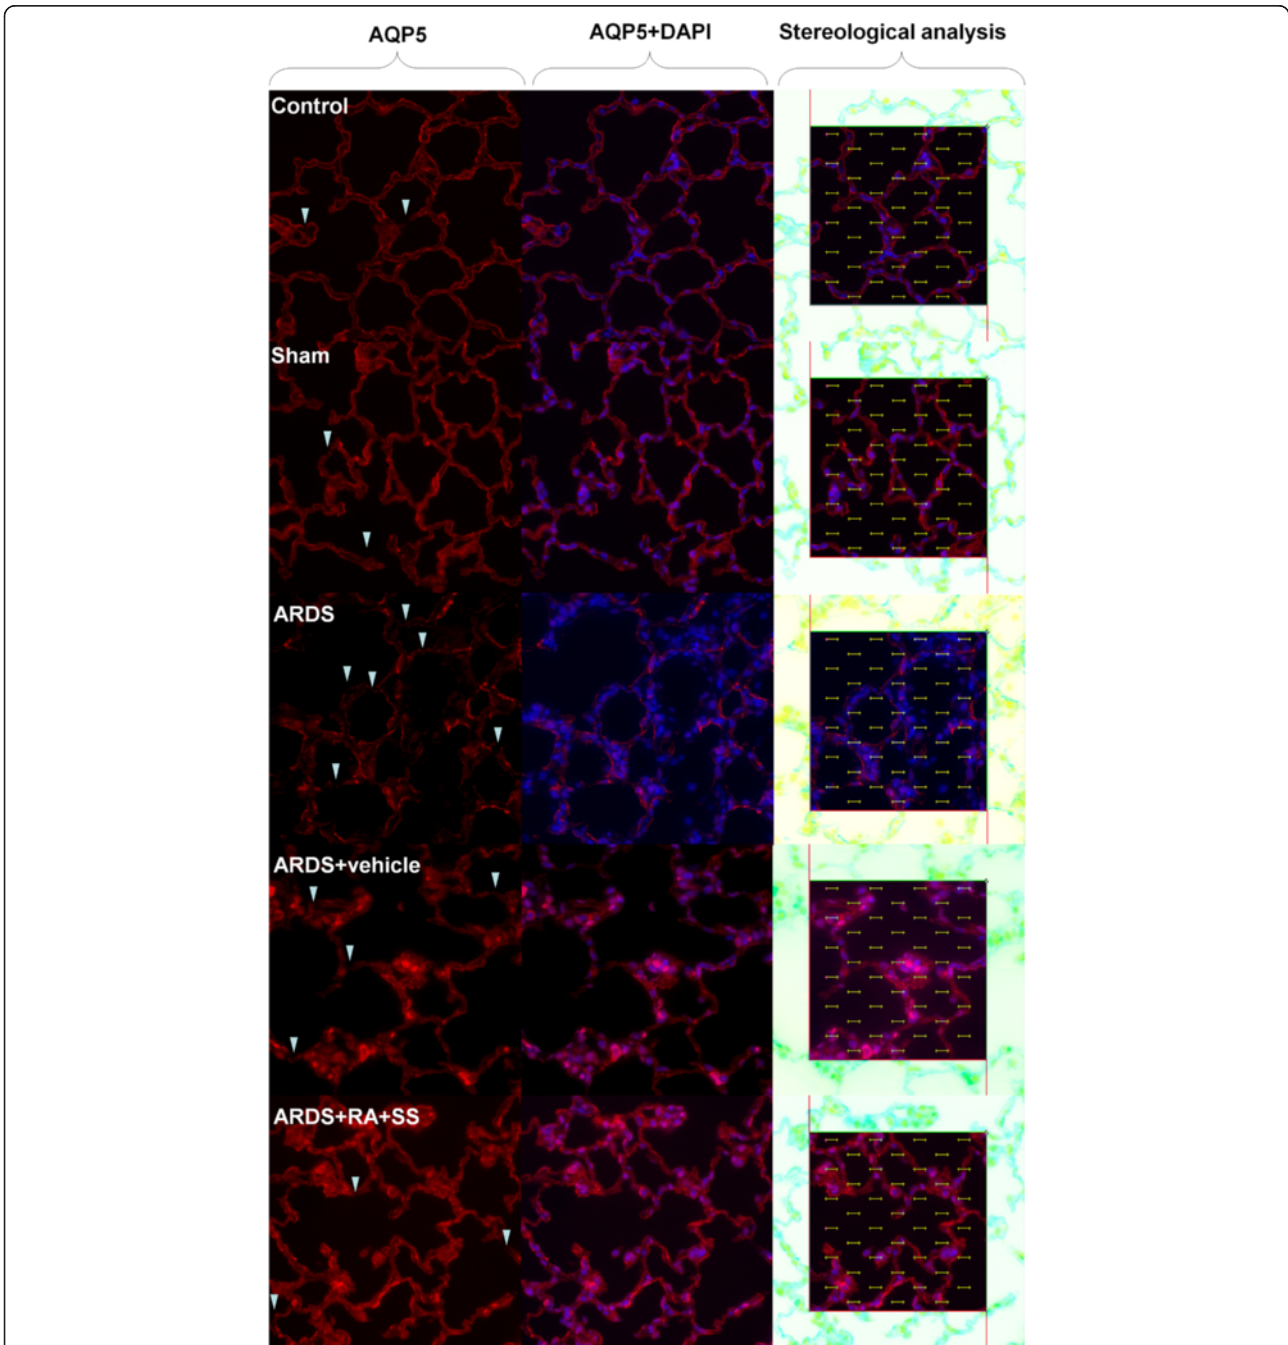 AQP5
AQP5+DAPI
Stereological analysis
Control
Sham
ARDS
ARDS+vehicle
ARDS+RA+SS